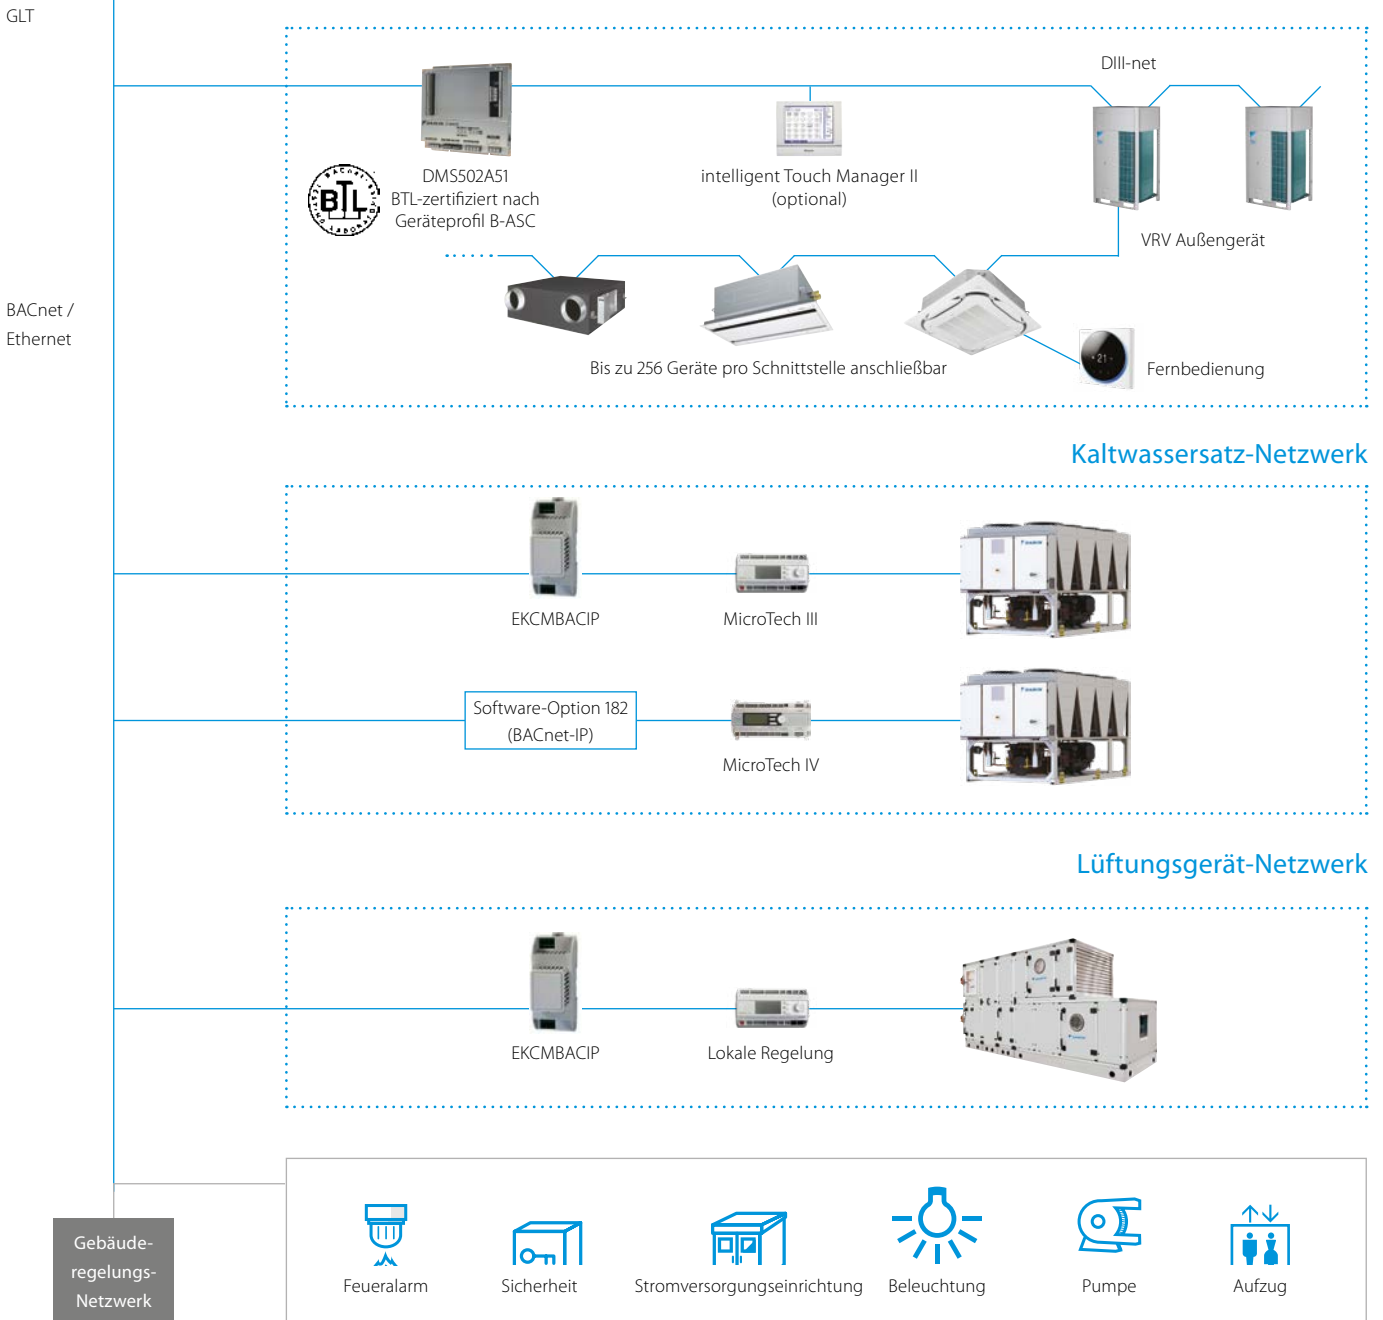 GLT
DIII-net
DMS502A51
BTL-zertifiziert nach
Geräteprofil B-ASC
BTL
intelligent Touch Manager II
(optional)
VRV Außengerät
BACnet /
Ethernet
Bis zu 256 Geräte pro Schnittstelle anschließbar
21
Fernbedienung
Kaltwassersatz-Netzwerk
EKCMBACIP
MicroTech III
Software-Option 182
(BACnet-IP)
MicroTech IV
Lüftungsgerät-Netzwerk
EKCMBACIP
Lokale Regelung
Gebäude-
regelungs-
Netzwerk
Feueralarm
Sicherheit
Stromversorgungseinrichtung
Beleuchtung
Pumpe
Aufzug